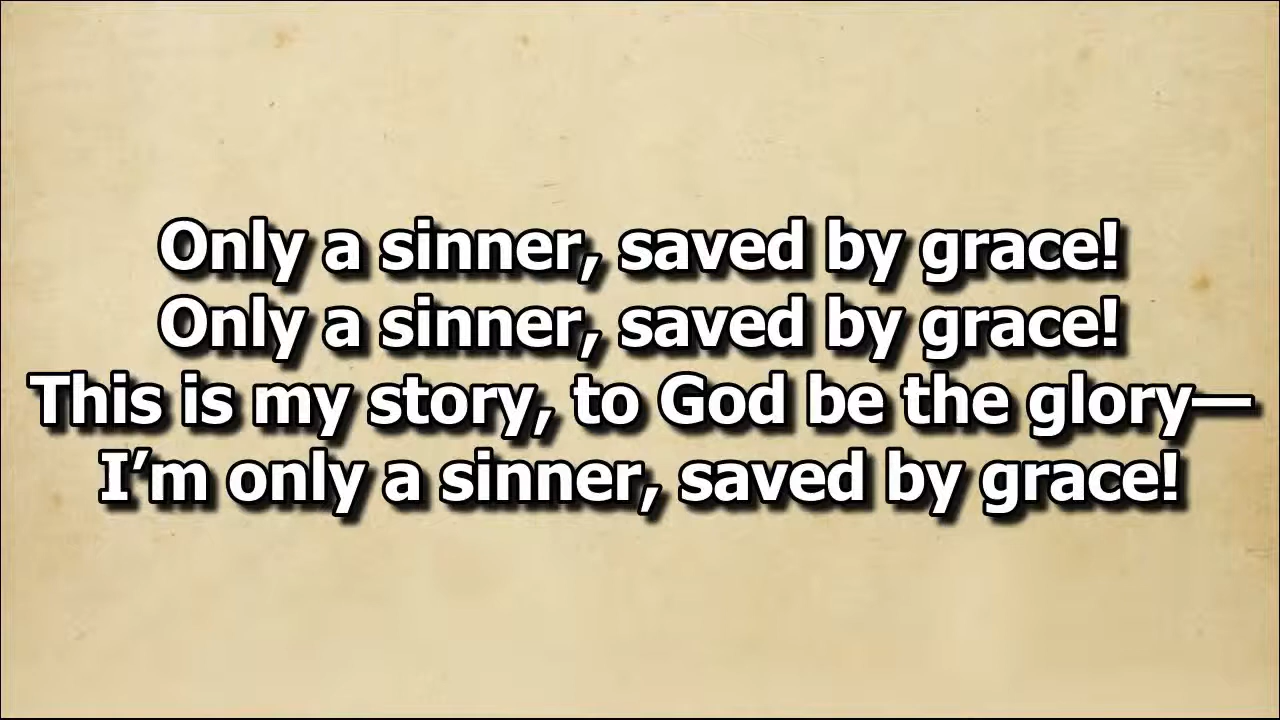 Only a sinner, saved by grace!
Only a sinner, saved by grace!
This is my story, to God be the glory—
I’m only a sinner, saved by grace!